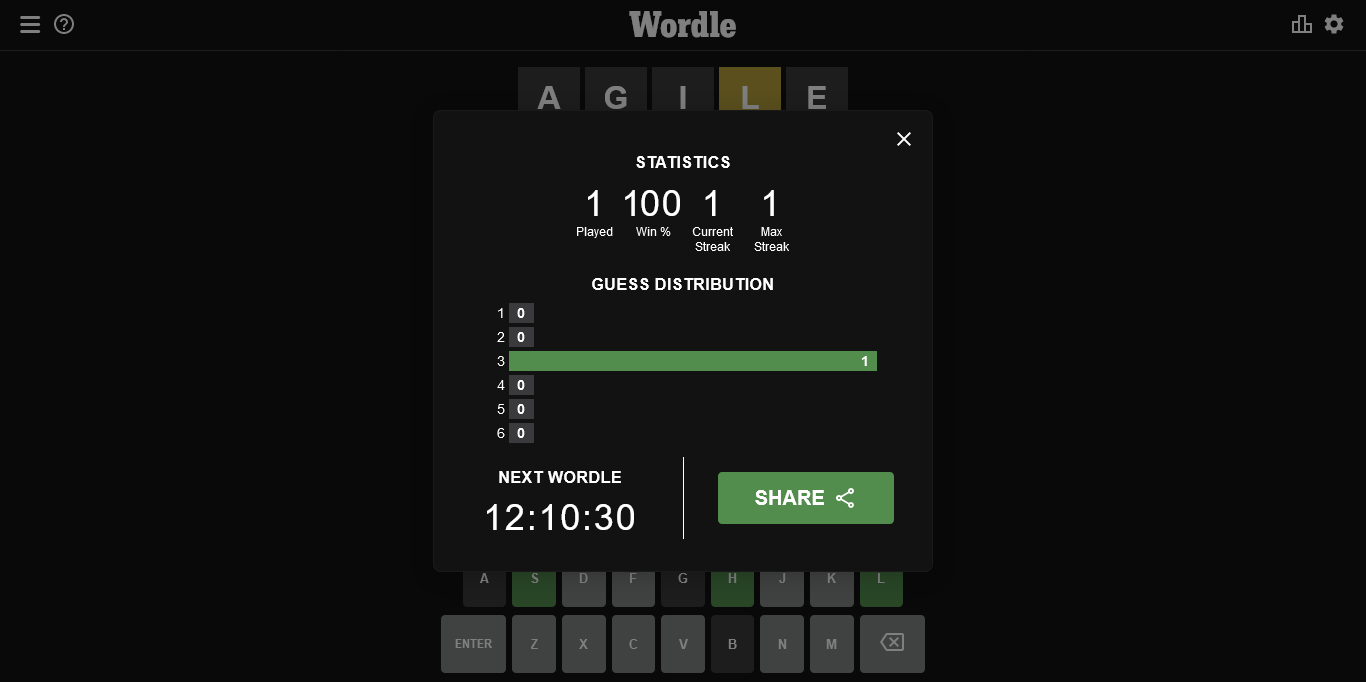 Wordle
A G I L E
STATISTICS
1 100 1 1
Played Win % Current Streak Max Streak
GUESS DISTRIBUTION
1 0
2 0
3 1
4 0
5 0
6 0
NEXT WORDLE
12:10:30
SHARE
A S D F G H J K L
ENTER Z X C V B N M